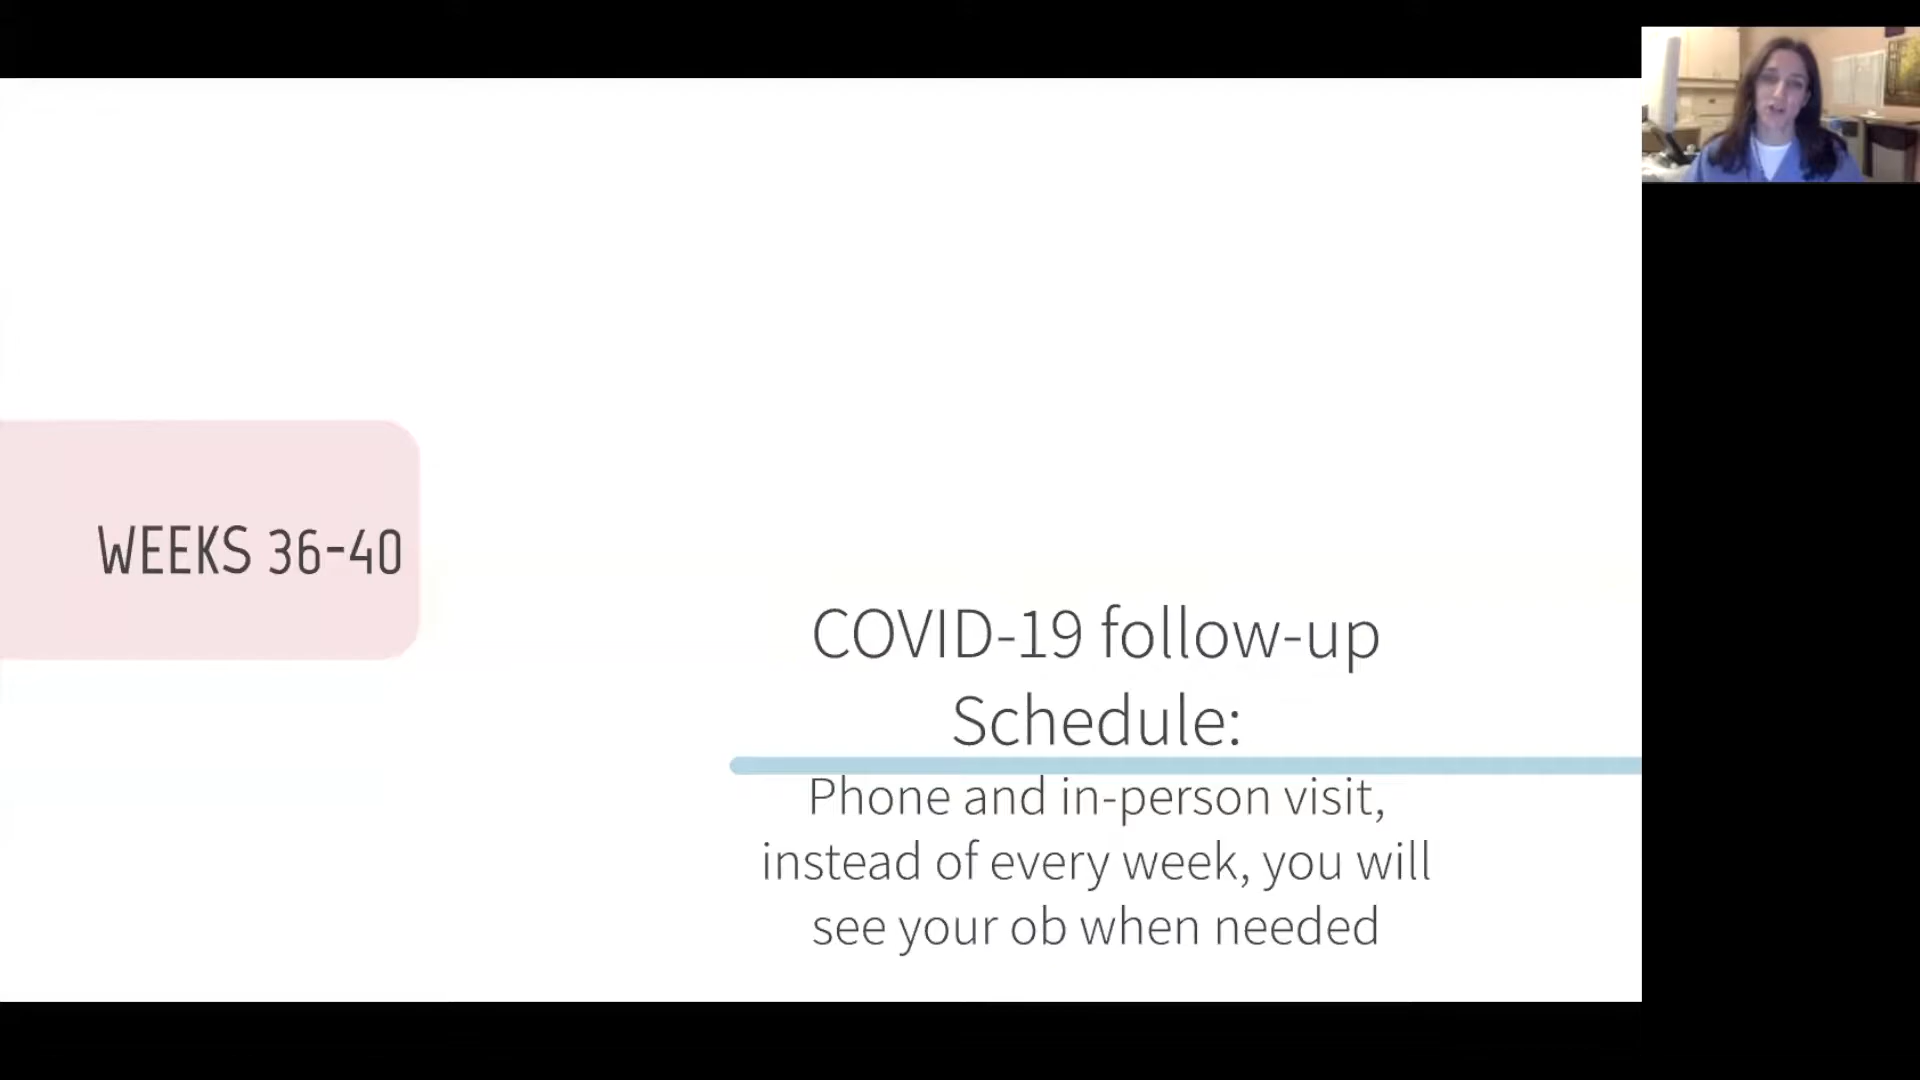 WEEKS 36-40
COVID-19 follow-up
Schedule:
Phone and in-person visit,
instead of every week, you will
see your ob when needed